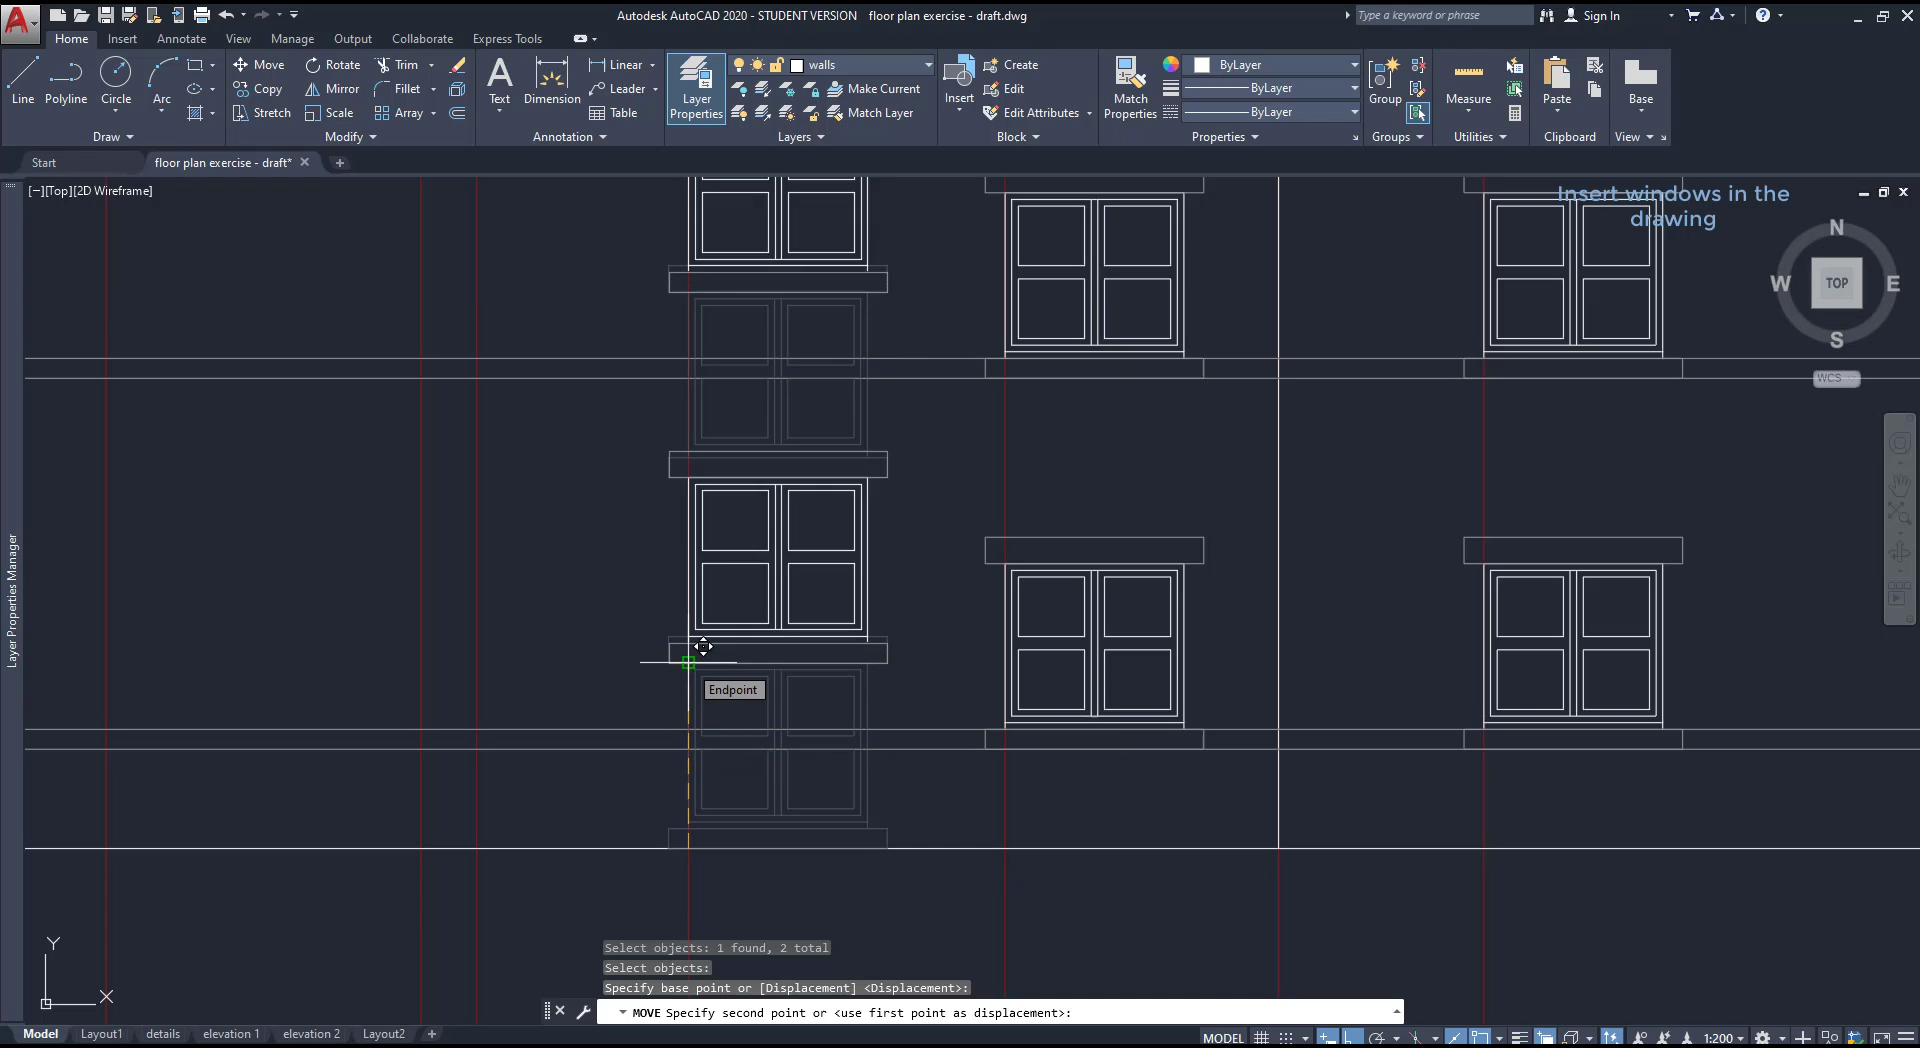 Autodesk AutoCAD 2020 - STUDENT VERSION floor plan exercise - draft.dwg
Type a keyword or phrase
Sign In
Home Insert Annotate View Manage Output Collaborate Express Tools
Line Polyline Circle Arc
Draw
Move Rotate Trim
Copy Mirror Fillet
Stretch Scale Array
Modify
Text Dimension
Linear
Leader
Table
Annotation
Layer Properties
walls
Make Current
Match Layer
Layers
Insert
Create
Edit
Edit Attributes
Block
Match Properties
ByLayer
ByLayer
ByLayer
Properties
Group
Groups
Measure
Utilities
Paste
Clipboard
Base
View
Start
floor plan exercise - draft*
[−][Top][2D Wireframe]
Insert windows in the
drawing
N
W TOP E
S
WCS
Layer Properties Manager
Endpoint
Y
X
Select objects: 1 found, 2 total
Select objects:
Specify base point or [Displacement] <Displacement>:
MOVE Specify second point or <use first point as displacement>:
Model Layout1 details elevation 1 elevation 2 Layout2
MODEL
1:200